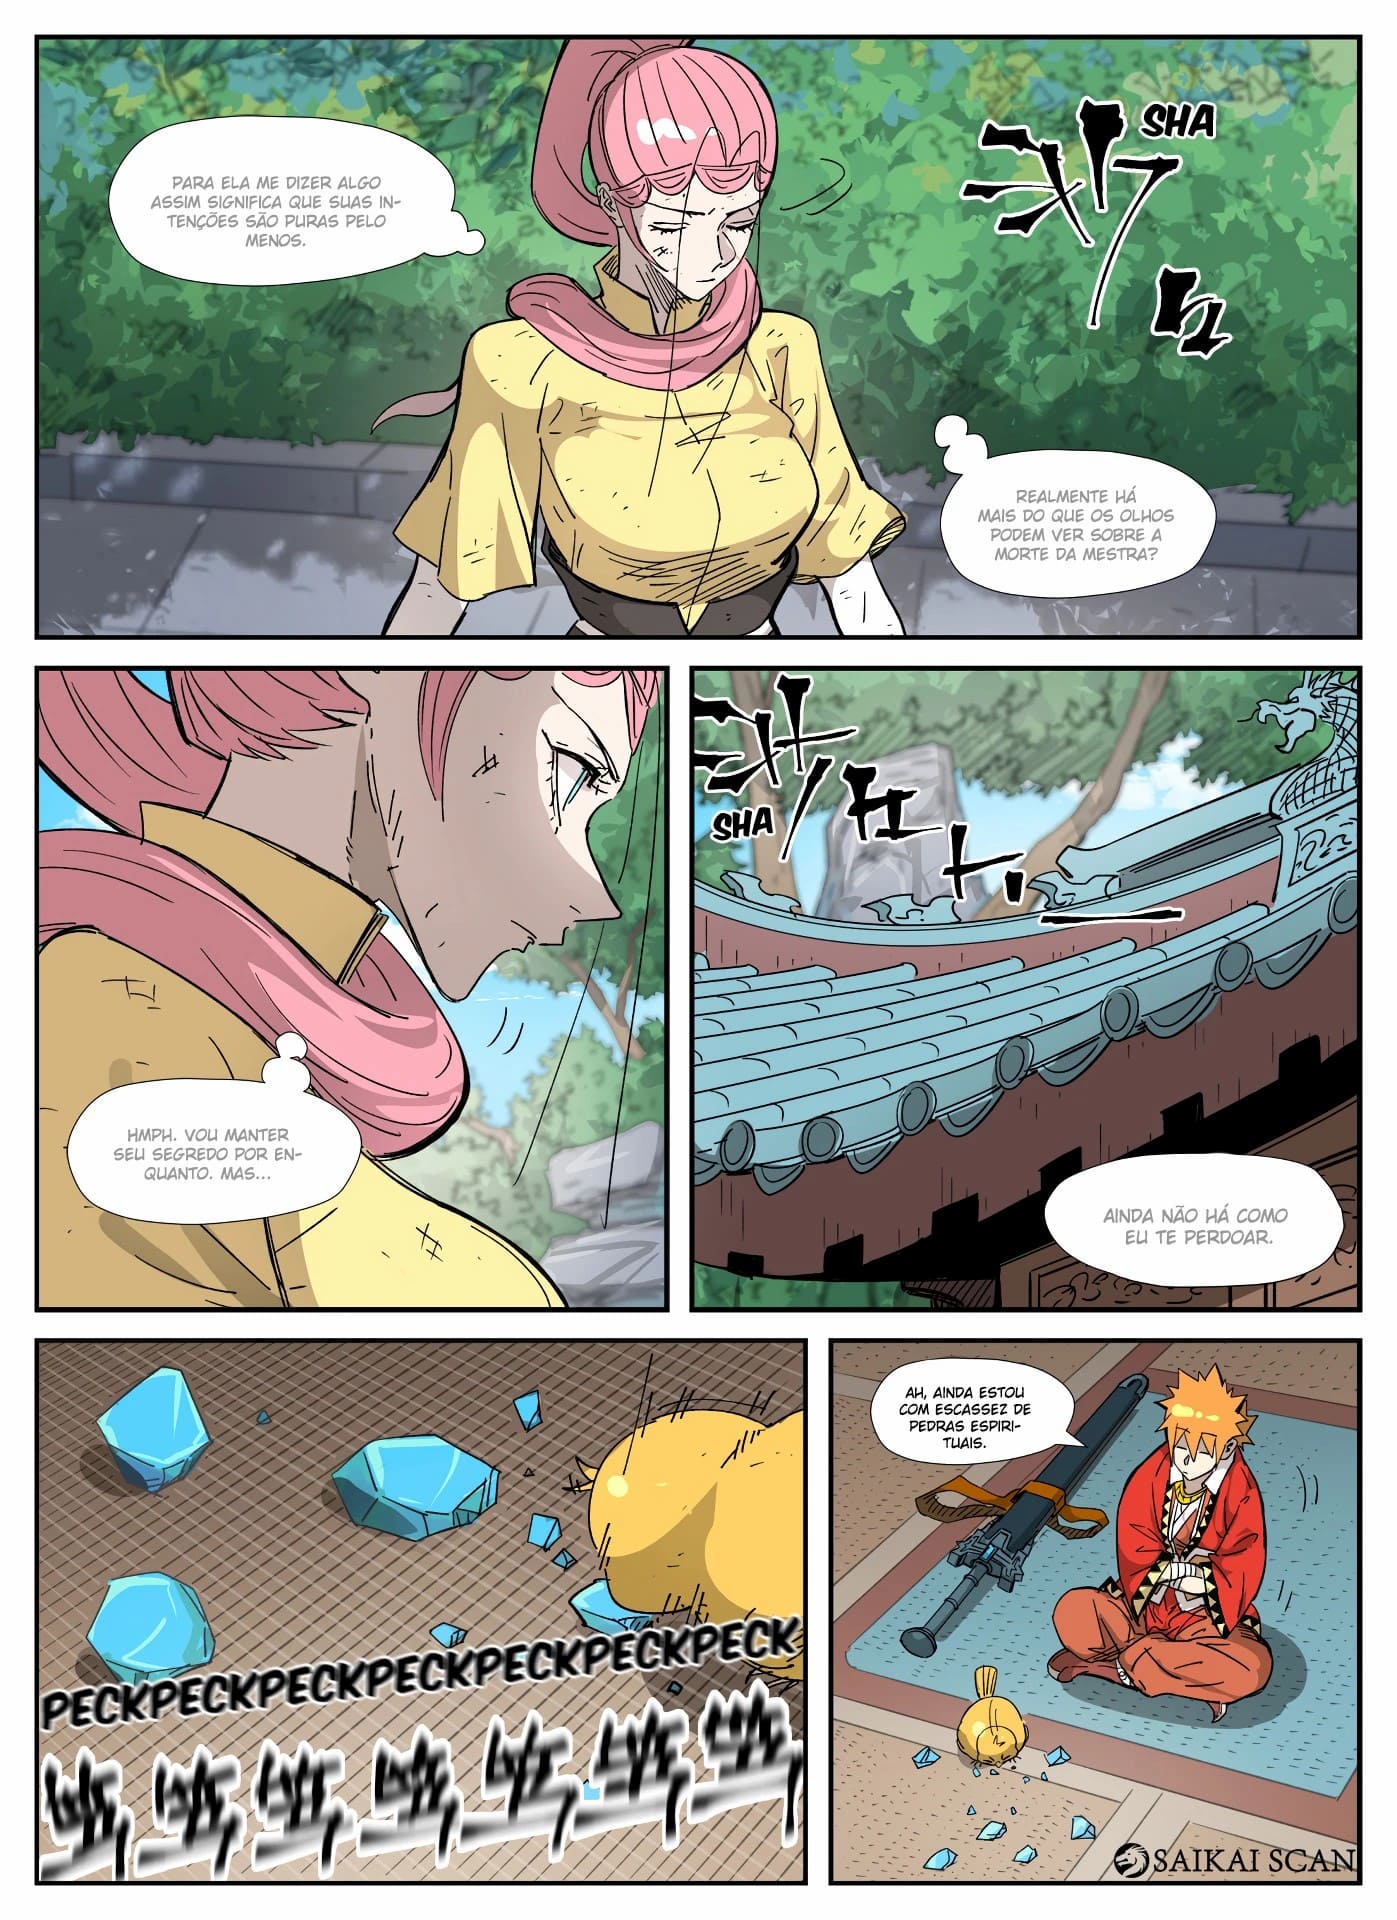 SHA
PARA ELA ME DIZER ALGO
ASSIM SIGNIFICA QUE SUAS IN-
TENÇÕES SÃO PURAS PELO
MENOS.
REALMENTE HÁ
MAIS DO QUE OS OLHOS
PODEM VER SOBRE A
MORTE DA MESTRA?
SHA
HMPH. VOU MANTER
SEU SEGREDO POR EN-
QUANTO. MAS...
AINDA NÃO HÁ COMO
EU TE PERDOAR.
AH, AINDA ESTOU
COM ESCASSEZ DE
PEDRAS ESPIRI-
TUAIS.
PECKPECKPECKPECKPECKPECKPECK
SAIKAI SCAN